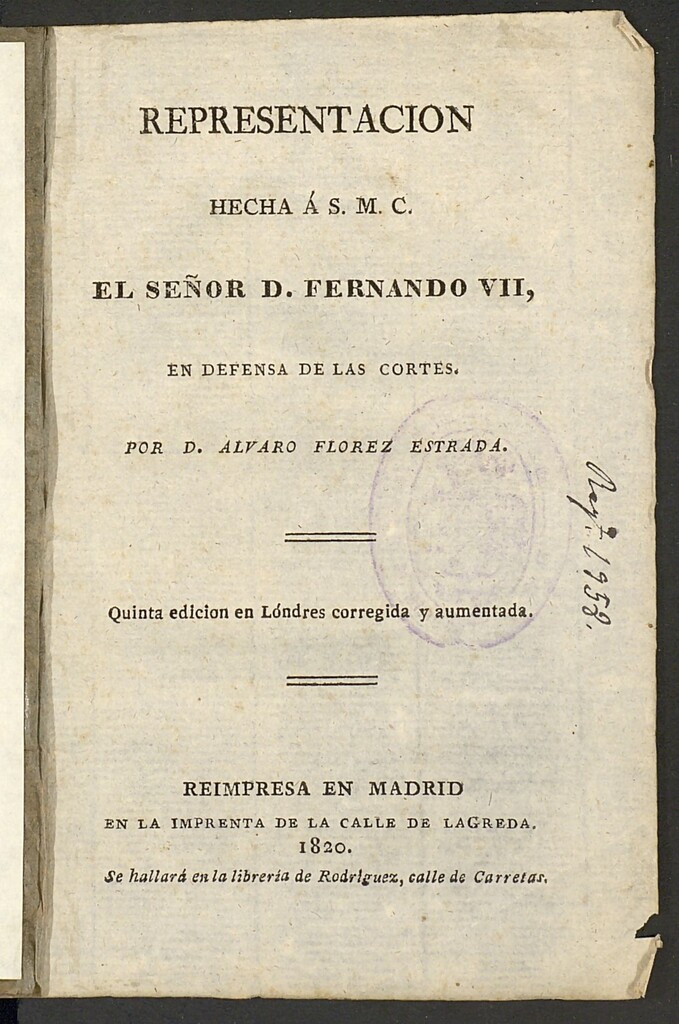 REPRESENTACION
HECHA Á S. M. C.
EL SEÑOR D. FERNANDO VII,
EN DEFENSA DE LAS CORTES.
POR D. ALVARO FLOREZ ESTRADA.
Quinta edicion en Lóndres corregida y aumentada.
REIMPRESA EN MADRID
EN LA IMPRENTA DE LA CALLE DE LAGREDA.
1820.
Se hallará en la librería de Rodriguez, calle de Carretas.
1958.